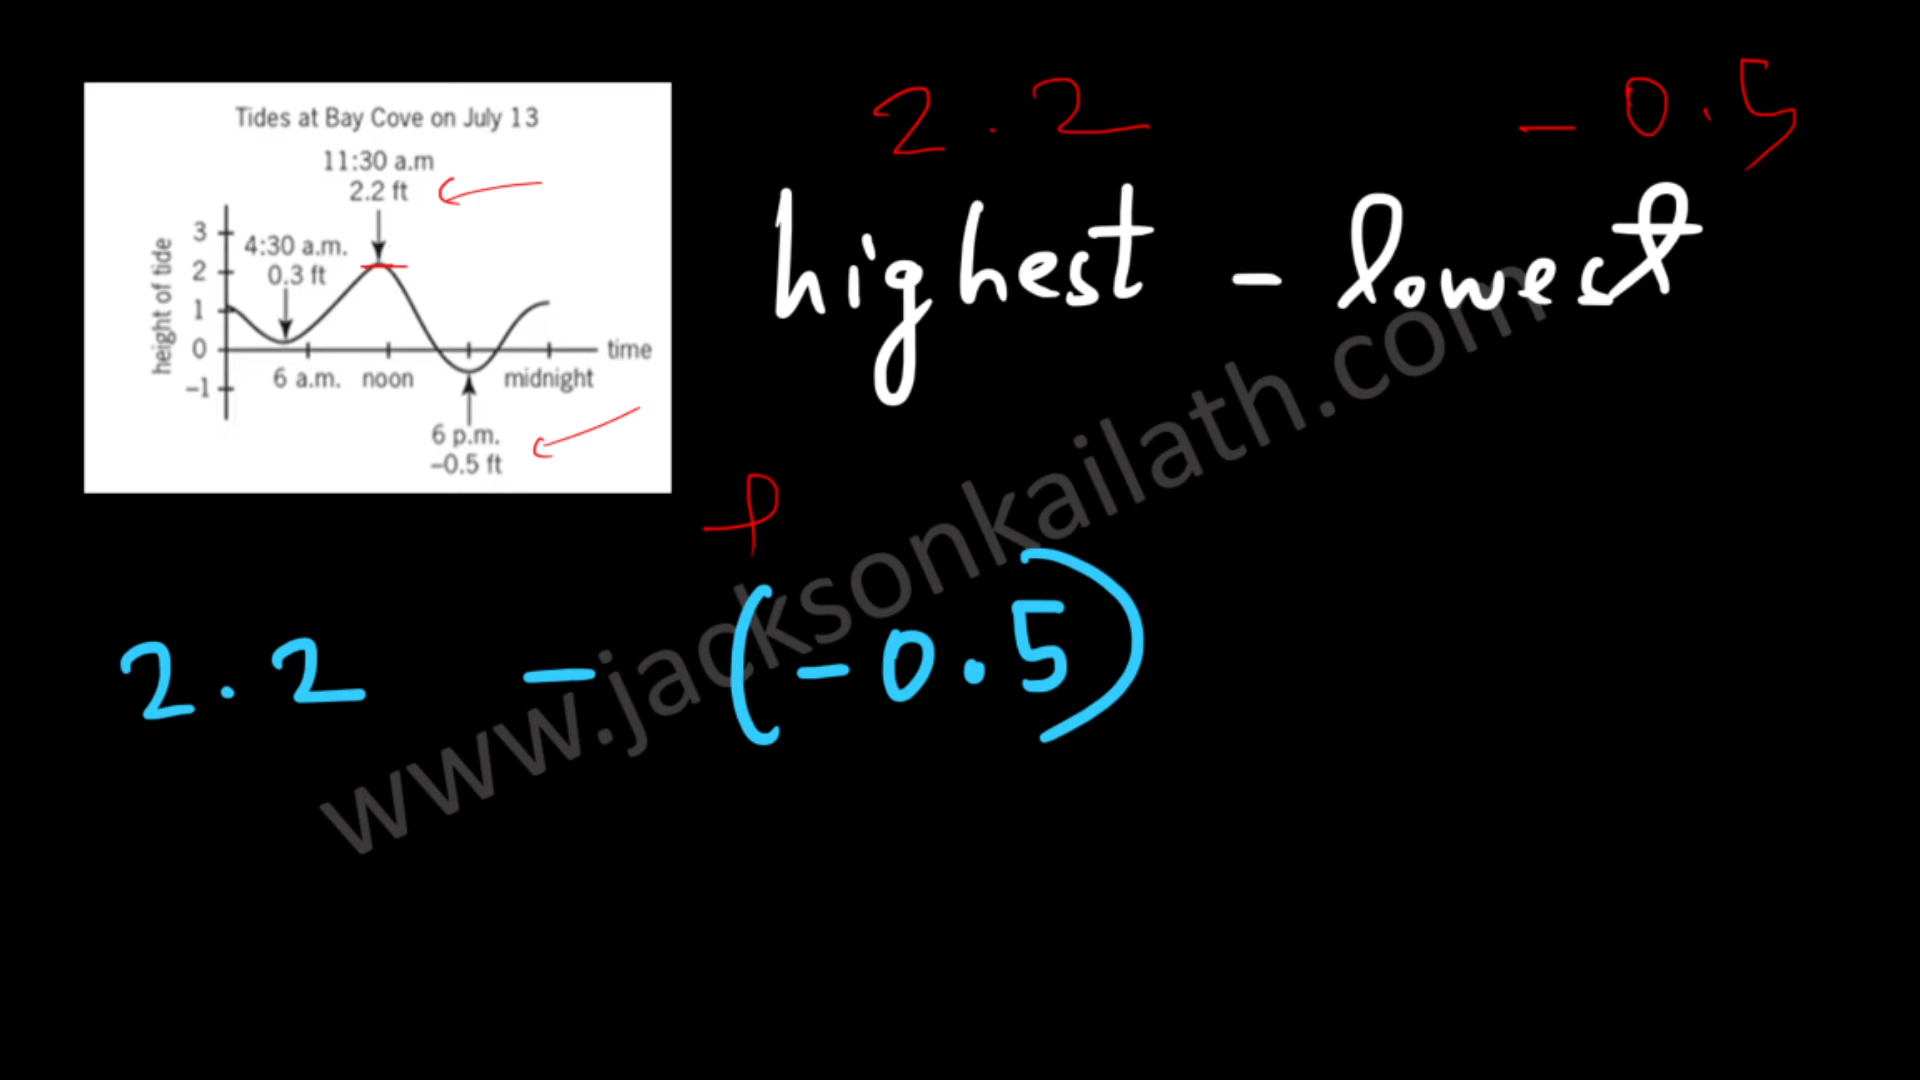 Tides at Bay Cove on July 13
11:30 a.m
2.2 ft
4:30 a.m.
0.3 ft
height of tide
3
2
1
0
–1
6 a.m. noon midnight
time
6 p.m.
–0.5 ft
2.2 – 0.5
highest – lowest
2.2 – (–0.5)
www.jacksonkailath.com